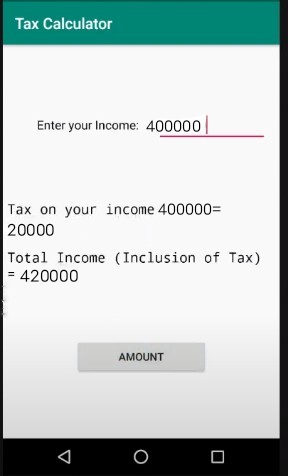 Tax Calculator
Enter your Income: 400000
Tax on your income 400000=
20000
Total Income (Inclusion of Tax)
= 420000
AMOUNT